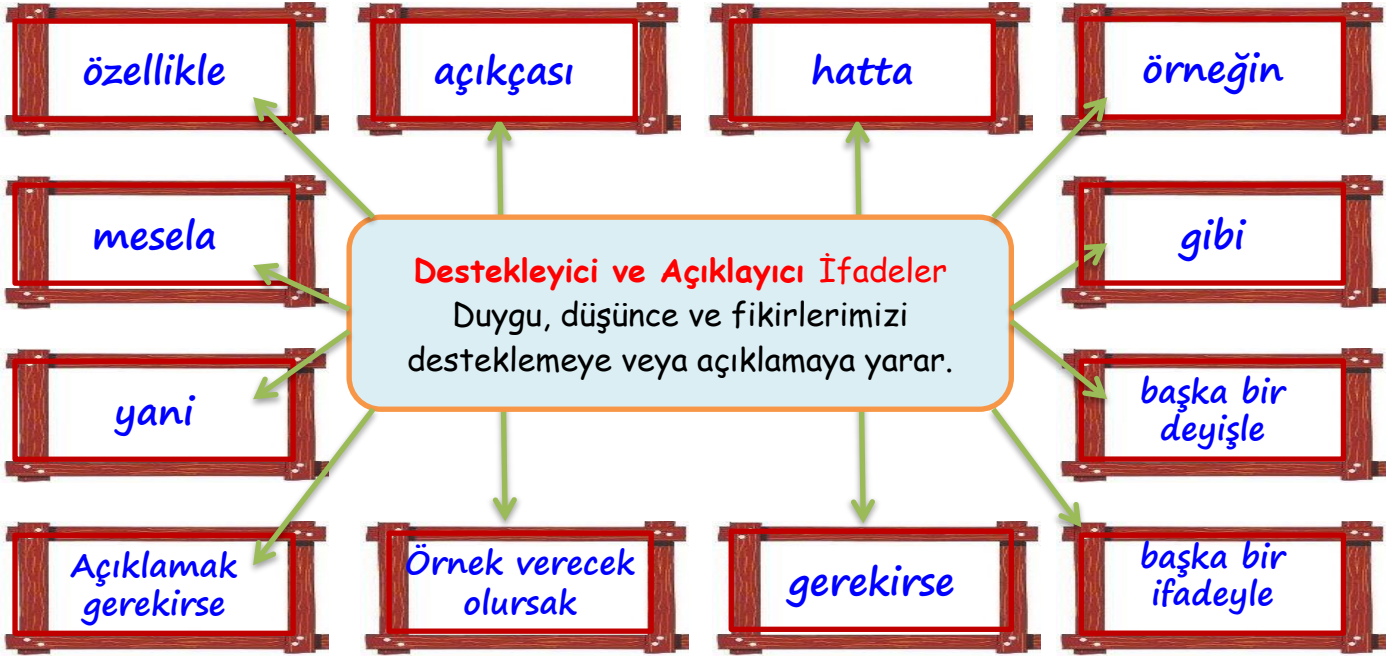 özellikle
açıkçası
hatta
örneğin
mesela
gibi
Destekleyici ve Açıklayıcı İfadeler
Duygu, düşünce ve fikirlerimizi
desteklemeye veya açıklamaya yarar.
yani
başka bir
deyişle
Açıklamak
gerekirse
Örnek verecek
olursak
gerekirse
başka bir
ifadeyle